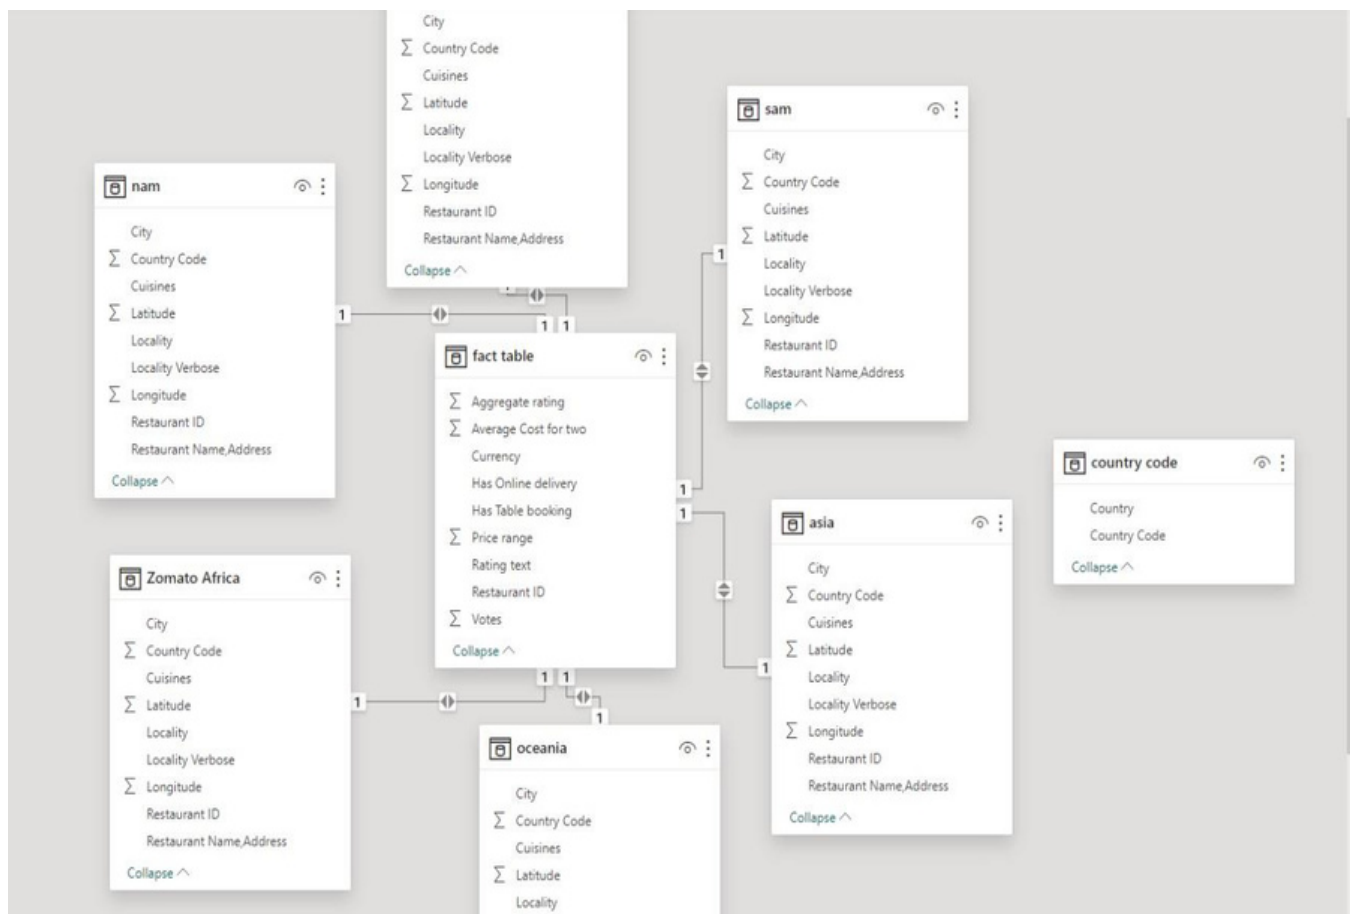 City
Country Code
Cuisines
Latitude
Locality
Locality Verbose
Longitude
Restaurant ID
Restaurant Name,Address
Collapse
nam
City
Country Code
Cuisines
Latitude
Locality
Locality Verbose
Longitude
Restaurant ID
Restaurant Name,Address
Collapse
sam
City
Country Code
Cuisines
Latitude
Locality
Locality Verbose
Longitude
Restaurant ID
Restaurant Name,Address
Collapse
1
1
1 1
fact table
Aggregate rating
Average Cost for two
Currency
Has Online delivery
Has Table booking
Price range
Rating text
Restaurant ID
Votes
Collapse
1
1
1
1 1
1
1
country code
Country
Country Code
Collapse
asia
City
Country Code
Cuisines
Latitude
Locality
Locality Verbose
Longitude
Restaurant ID
Restaurant Name,Address
Collapse
Zomato Africa
City
Country Code
Cuisines
Latitude
Locality
Locality Verbose
Longitude
Restaurant ID
Restaurant Name,Address
Collapse
oceania
City
Country Code
Cuisines
Latitude
Locality